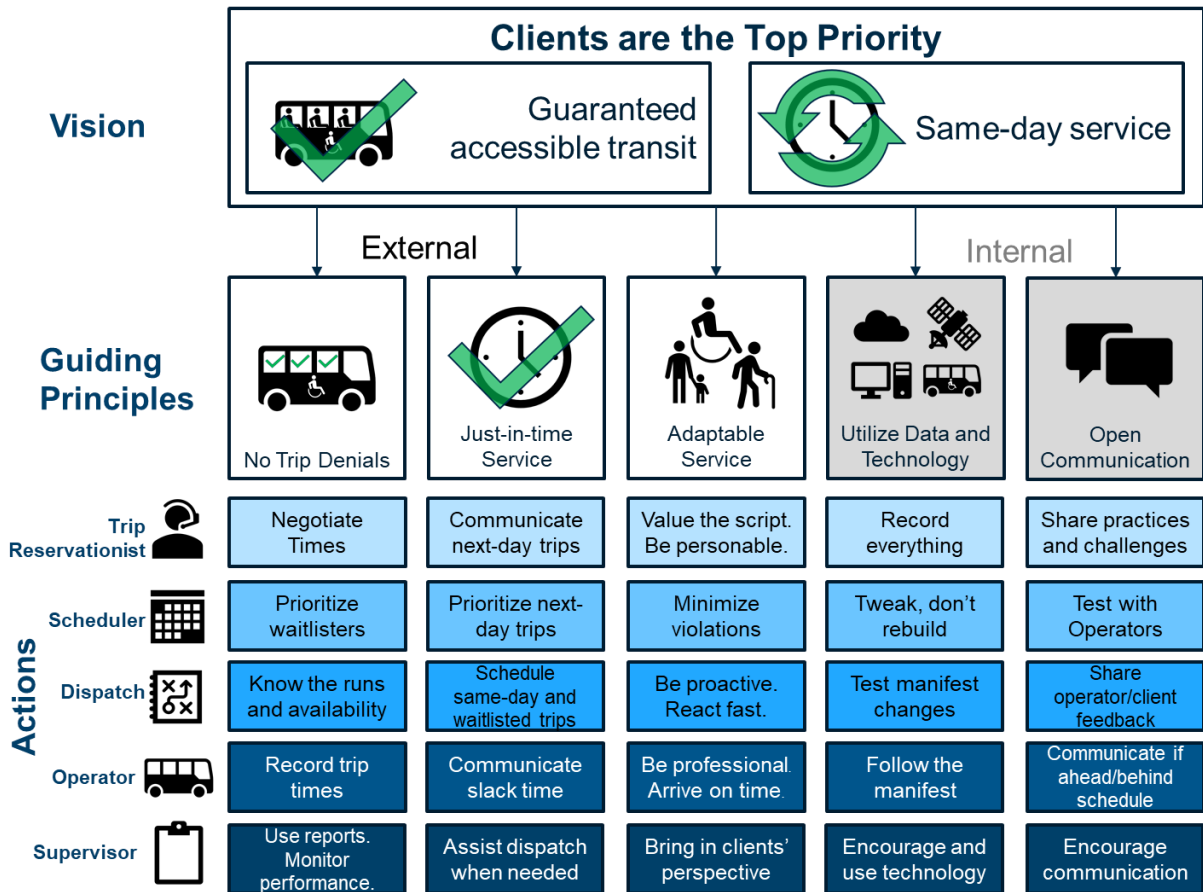 Clients are the Top Priority
Vision
Guaranteed
accessible transit
Same-day service
External
Internal
Guiding
Principles
No Trip Denials
Just-in-time
Service
Adaptable
Service
Utilize Data and
Technology
Open
Communication
Actions
Trip
Reservationist
Negotiate
Times
Communicate
next-day trips
Value the script.
Be personable.
Record
everything
Share practices
and challenges
Scheduler
Prioritize
waitlisters
Prioritize next-
day trips
Minimize
violations
Tweak, don’t
rebuild
Test with
Operators
Dispatch
Know the runs
and availability
Schedule
same-day and
waitlisted trips
Be proactive.
React fast.
Test manifest
changes
Share
operator/client
feedback
Operator
Record trip
times
Communicate
slack time
Be professional.
Arrive on time.
Follow the
manifest
Communicate if
ahead/behind
schedule
Supervisor
Use reports.
Monitor
performance.
Assist dispatch
when needed
Bring in clients’
perspective
Encourage and
use technology
Encourage
communication